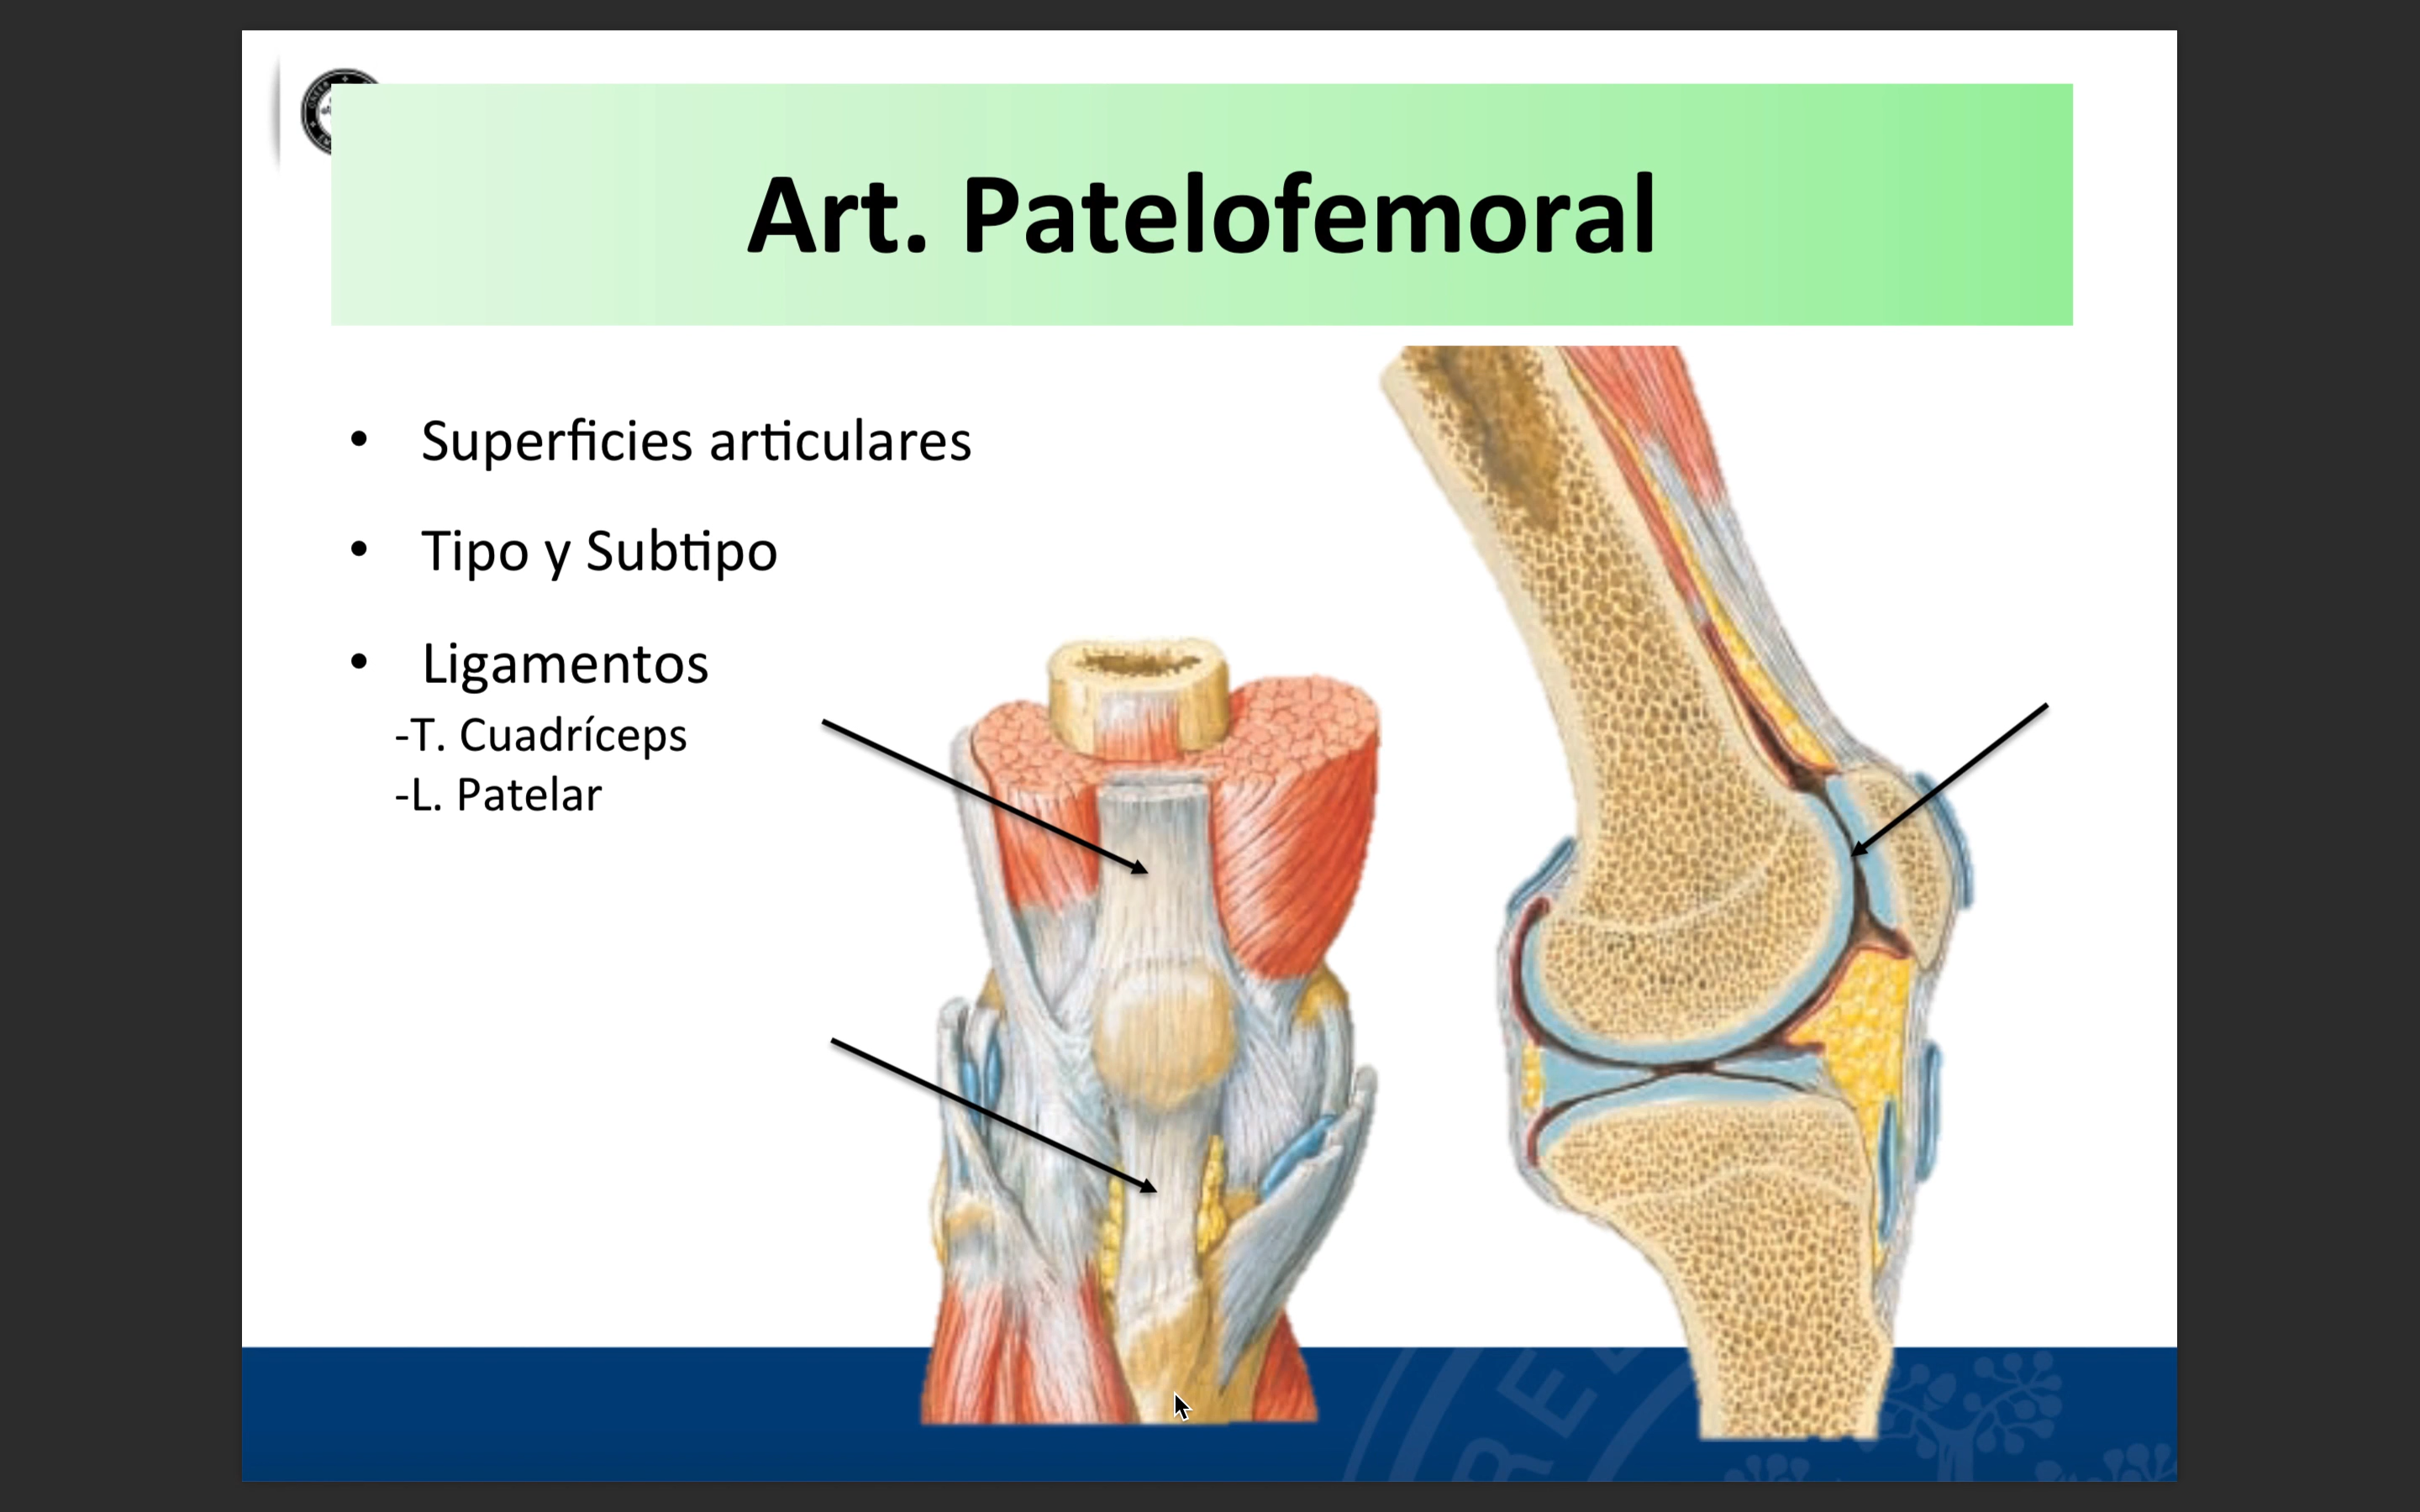 Art. Patelofemoral
• Superficies articulares
• Tipo y Subtipo
• Ligamentos
-T. Cuadríceps
-L. Patelar